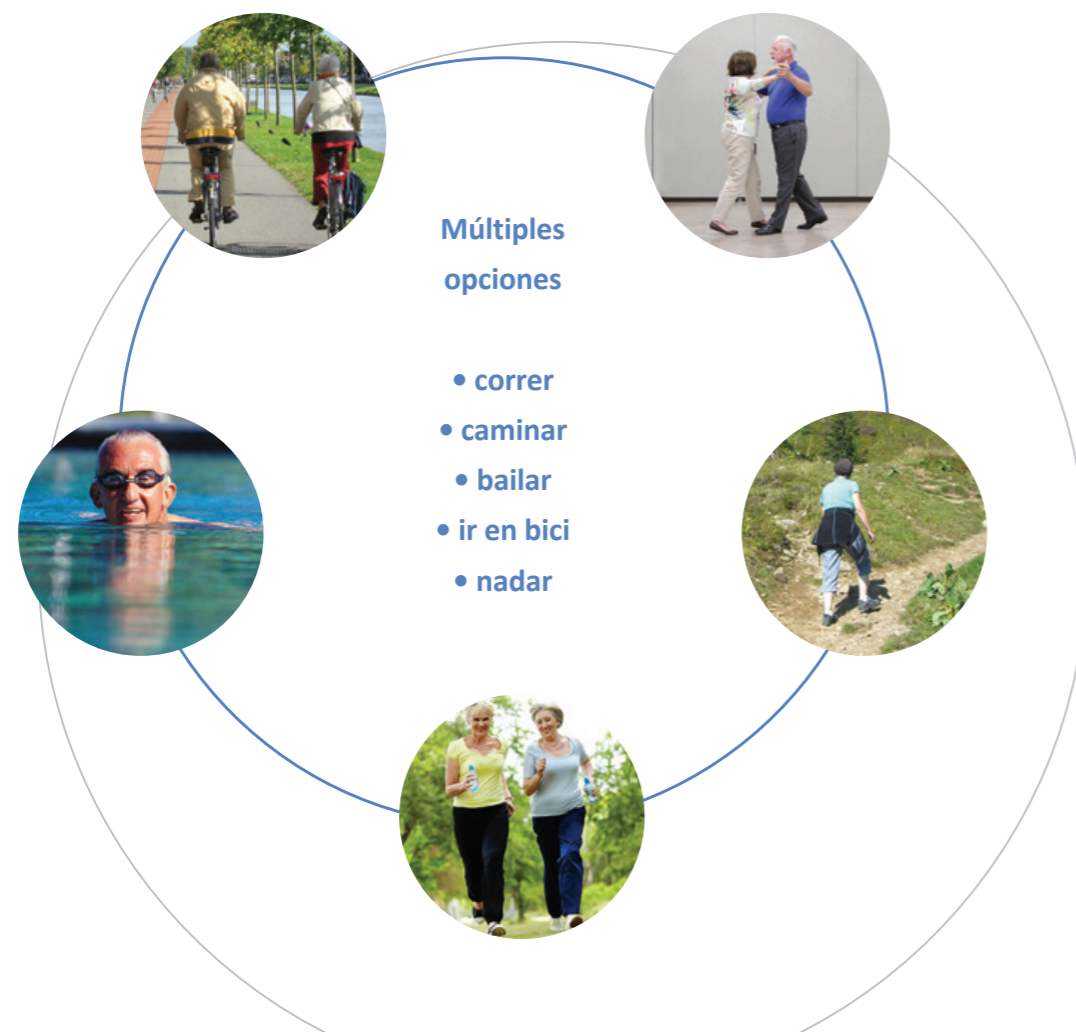 Múltiples
opciones
• correr
• caminar
• bailar
• ir en bici
• nadar